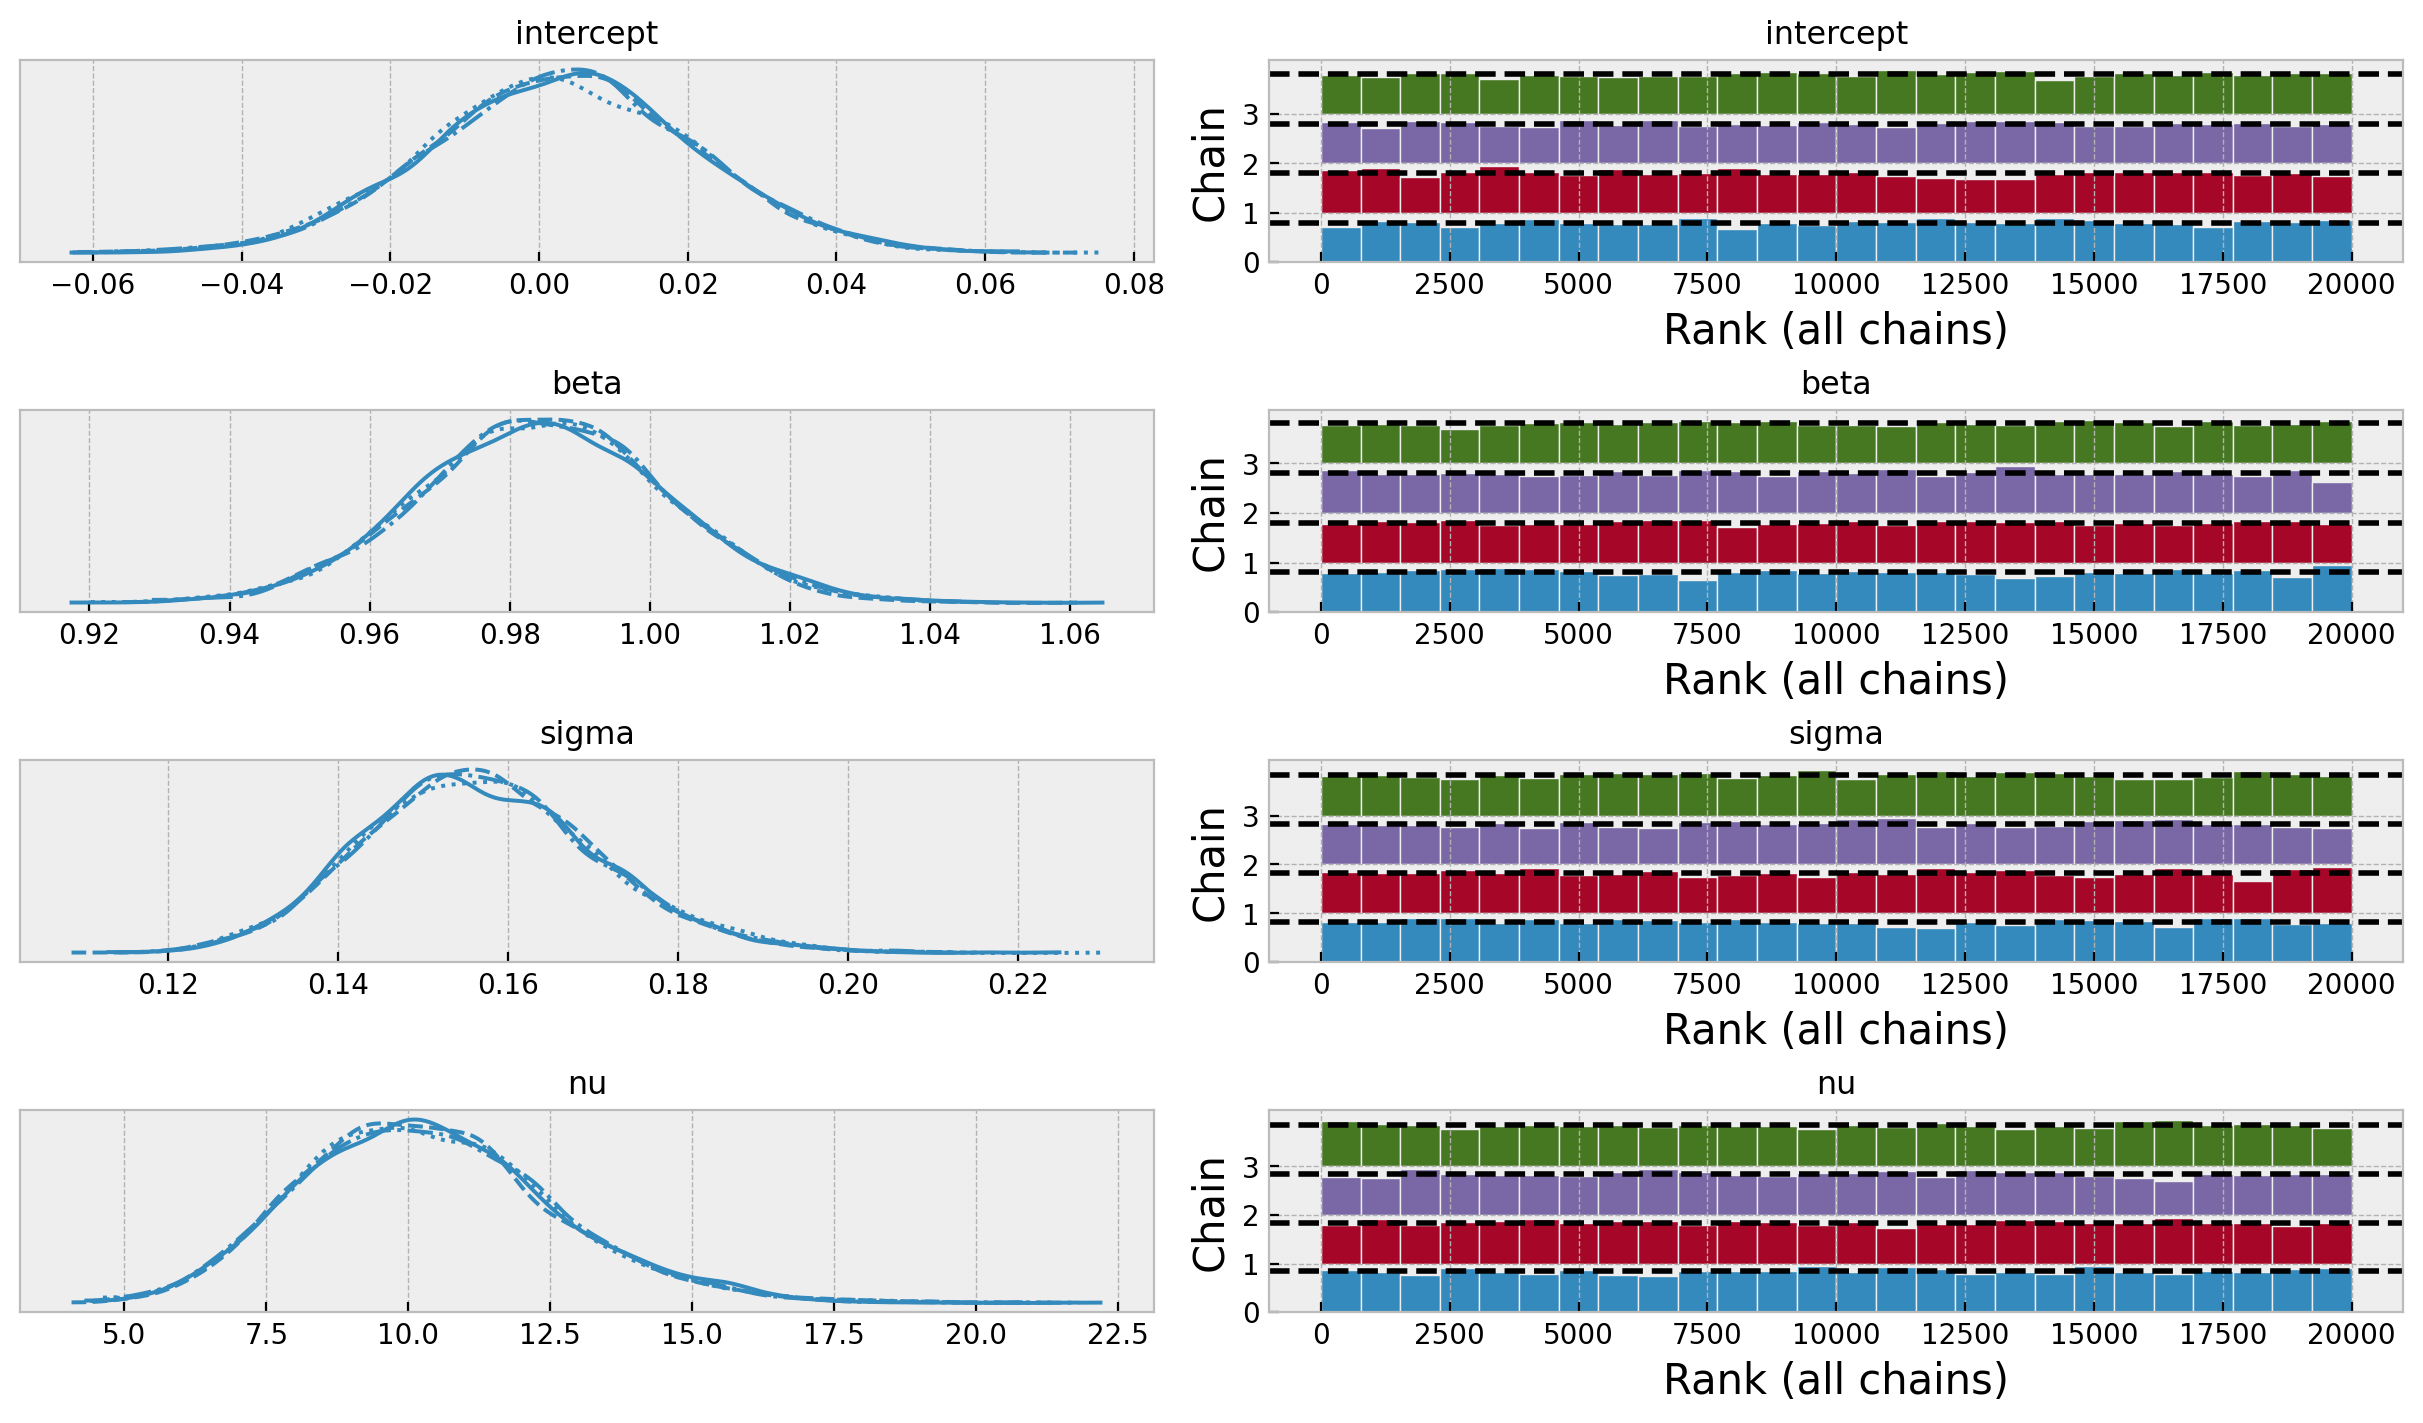 intercept
−0.06 −0.04 −0.02 0.00 0.02 0.04 0.06 0.08
intercept
Chain
3
2
1
0
0 2500 5000 7500 10000 12500 15000 17500 20000
Rank (all chains)
beta
0.92 0.94 0.96 0.98 1.00 1.02 1.04 1.06
beta
Chain
3
2
1
0
0 2500 5000 7500 10000 12500 15000 17500 20000
Rank (all chains)
sigma
0.12 0.14 0.16 0.18 0.20 0.22
sigma
Chain
3
2
1
0
0 2500 5000 7500 10000 12500 15000 17500 20000
Rank (all chains)
nu
5.0 7.5 10.0 12.5 15.0 17.5 20.0 22.5
nu
Chain
3
2
1
0
0 2500 5000 7500 10000 12500 15000 17500 20000
Rank (all chains)